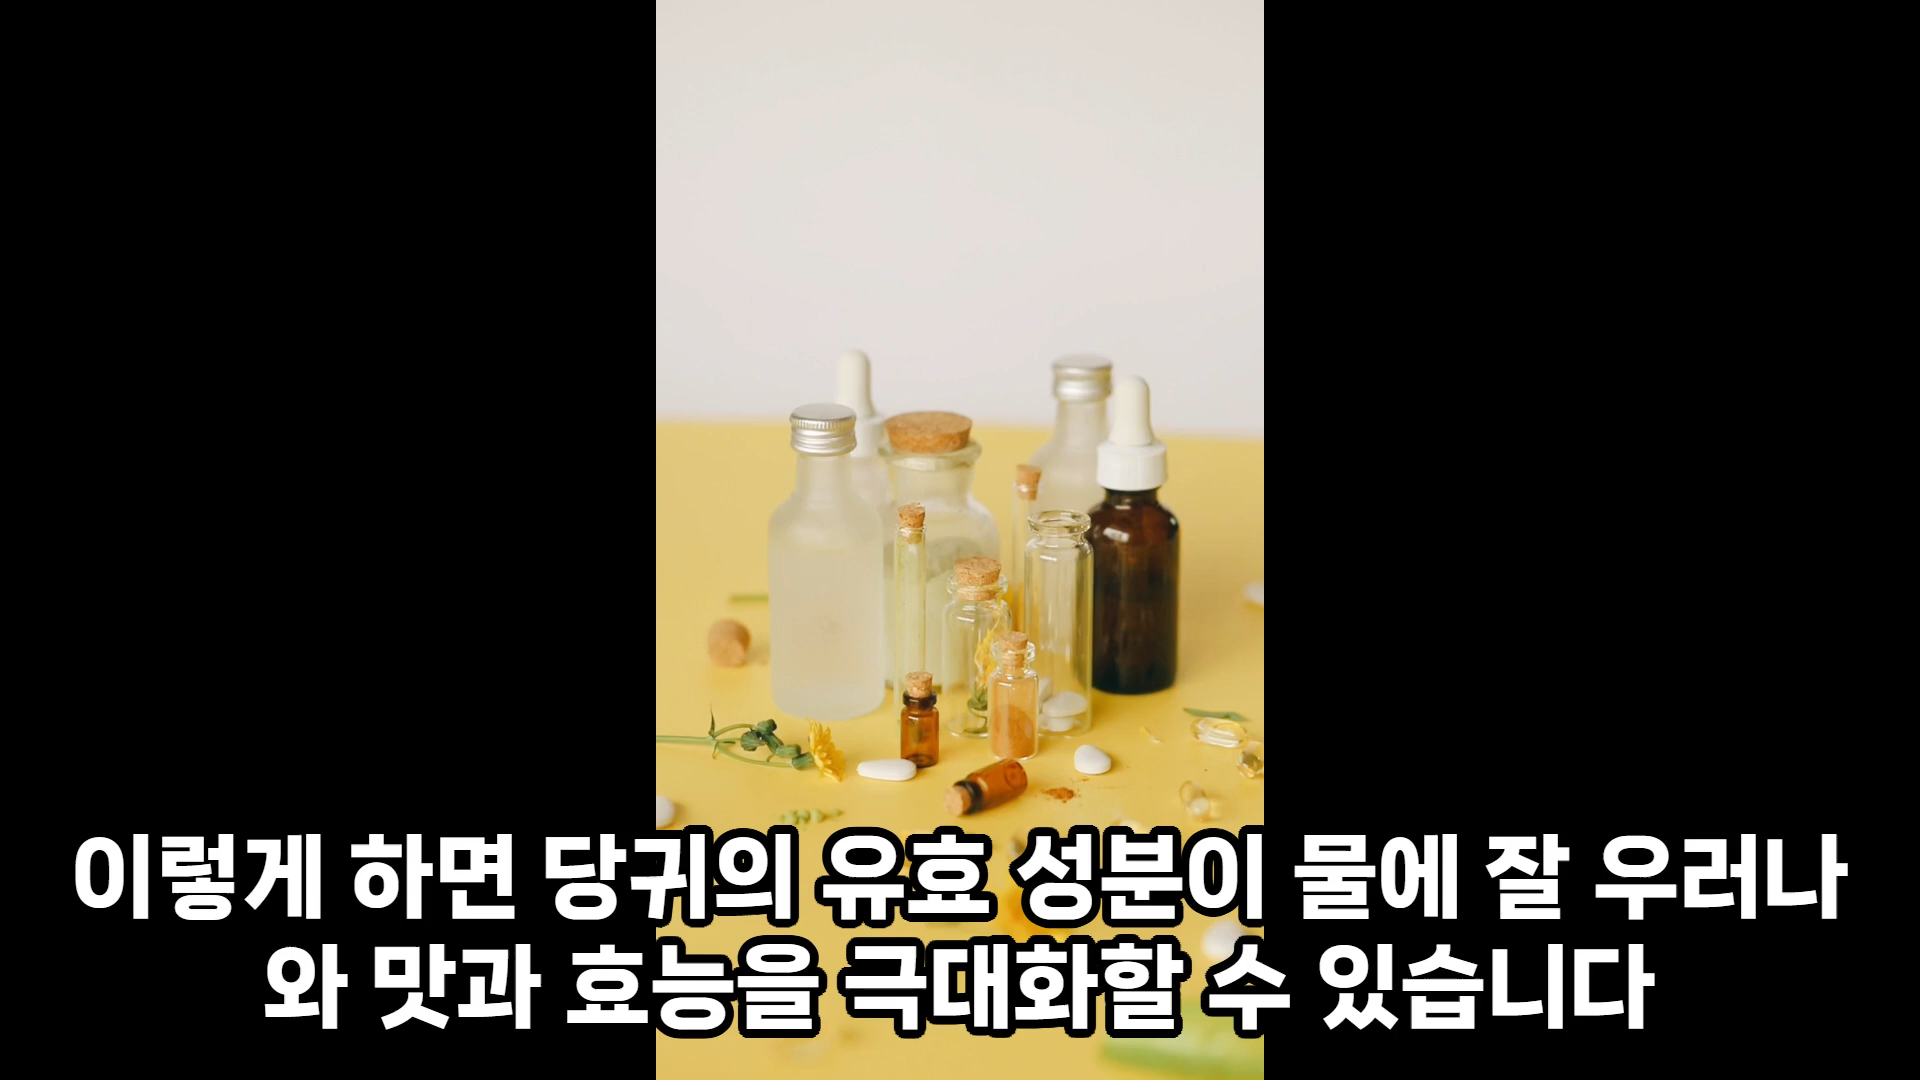 이렇게 하면 당귀의 유효 성분이 물에 잘 우러나
와 맛과 효능을 극대화할 수 있습니다